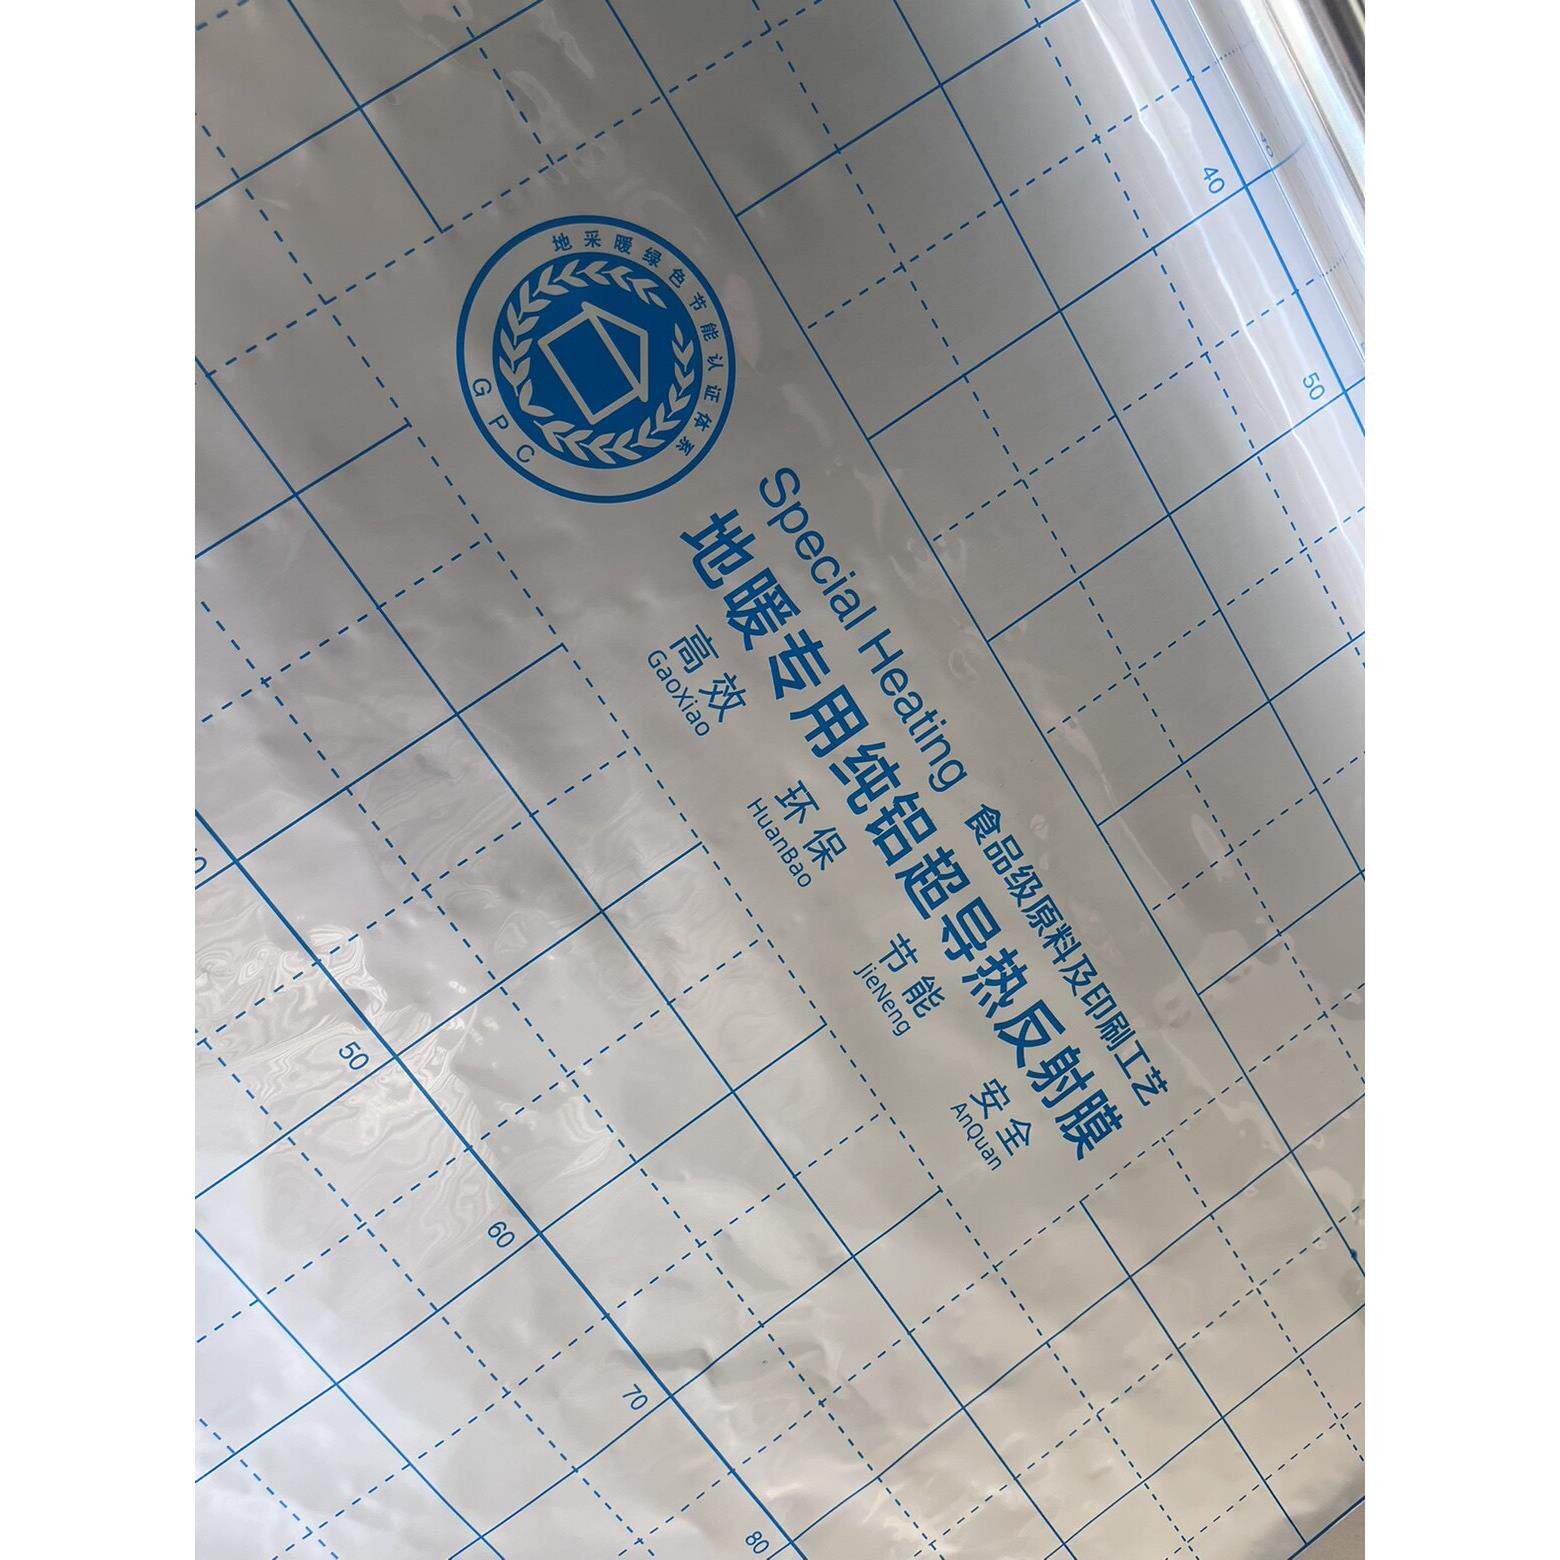 地采暖绿色节能认证体系
GPC
Special Heating 食品级原料及印刷工艺
地暖专用纯铝超导热反射膜
高效 环保 节能 安全
GaoXiao HuanBao JieNeng AnQuan
40
50
50
60
70
80